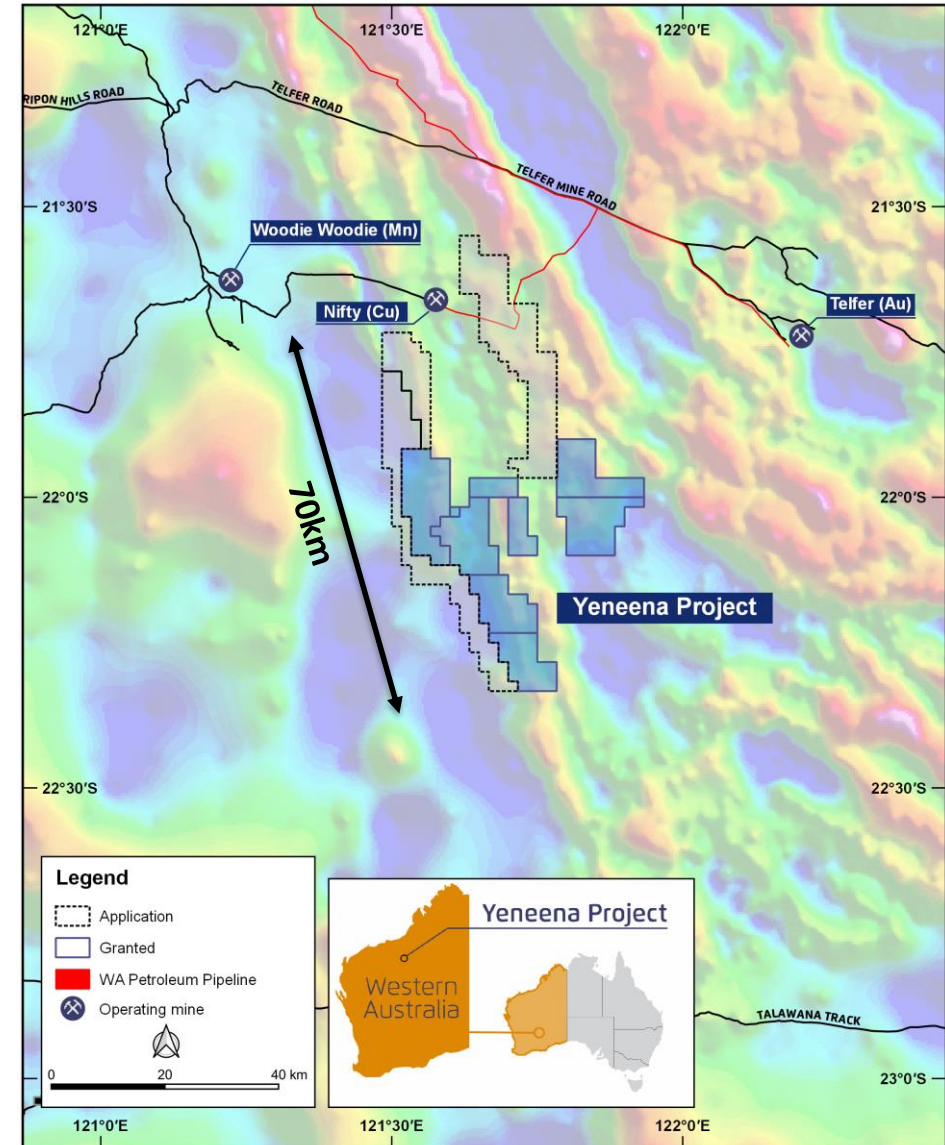 121°0'E
121°30'E
122°0'E
RIPON HILLS ROAD
TELFER ROAD
TELFER MINE ROAD
21°30'S
21°30'S
Woodie Woodie (Mn)
Nifty (Cu)
Telfer (Au)
70km
22°0'S
22°0'S
Yeneena Project
22°30'S
22°30'S
Legend
Application
Granted
WA Petroleum Pipeline
Operating mine
0
20
40 km
Yeneena Project
Western
Australia
TALAWANA TRACK
23°0'S
121°0'E
121°30'E
122°0'E